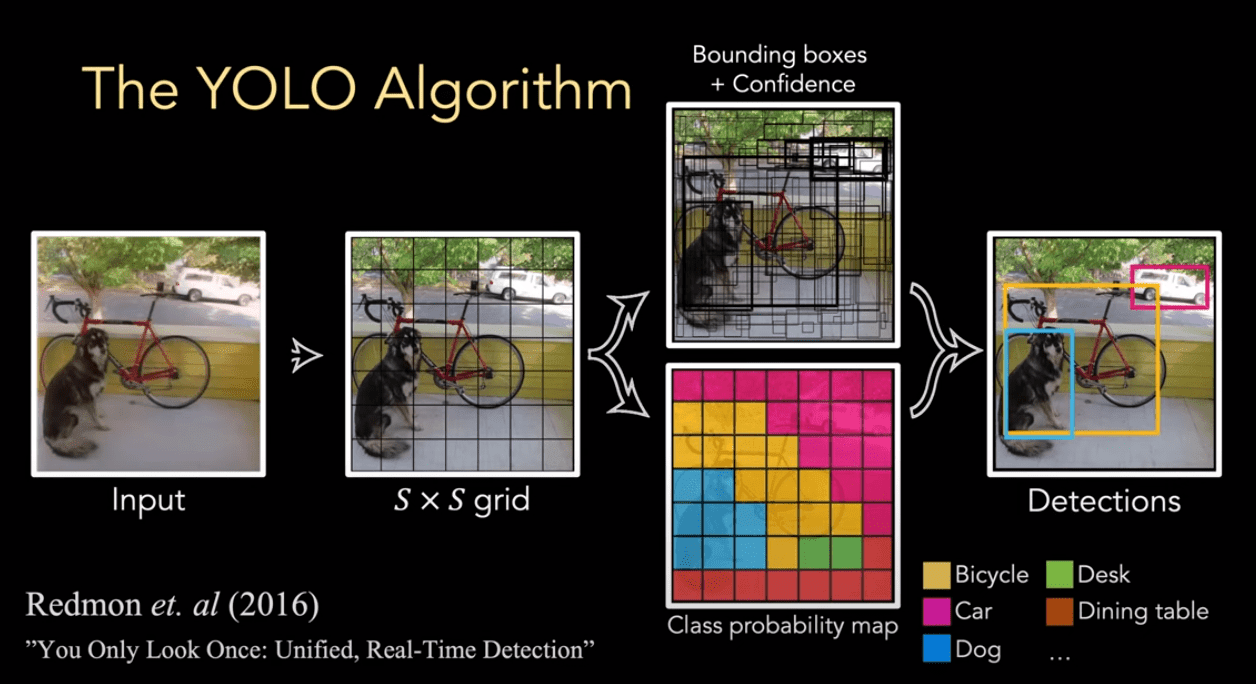 The YOLO Algorithm
Bounding boxes
+ Confidence
Input
S × S grid
Class probability map
Detections
Bicycle
Desk
Car
Dining table
Dog
...
Redmon et. al (2016)
”You Only Look Once: Unified, Real-Time Detection”